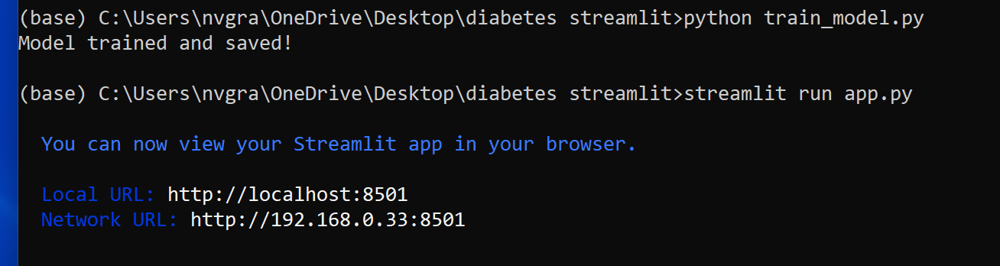 (base) C:\Users\nvgra\OneDrive\Desktop\diabetes streamlit>python train_model.py
Model trained and saved!
(base) C:\Users\nvgra\OneDrive\Desktop\diabetes streamlit>streamlit run app.py
You can now view your Streamlit app in your browser.
Local URL: http://localhost:8501
Network URL: http://192.168.0.33:8501